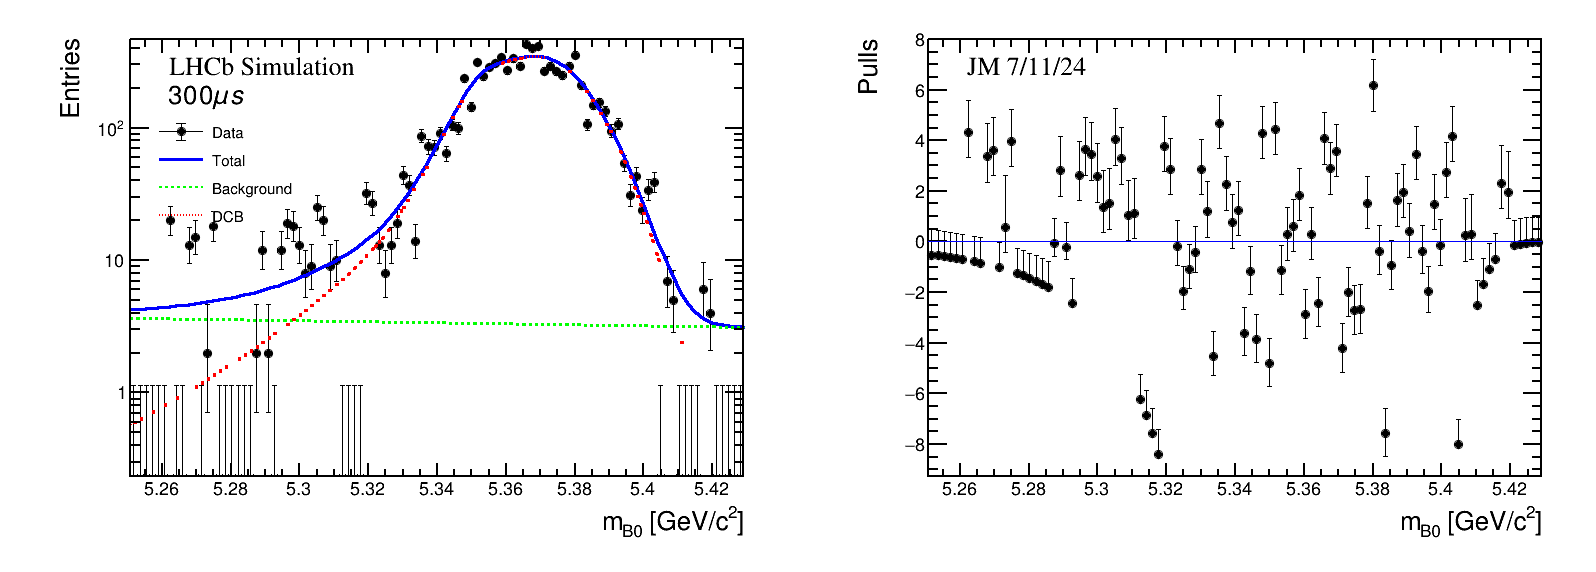 Entries
10²
10
1
LHCb Simulation
300μs
Data
Total
Background
DCB
5.26 5.28 5.3 5.32 5.34 5.36 5.38 5.4 5.42
m_B0 [GeV/c²]
Pulls
8
6
4
2
0
−2
−4
−6
−8
JM 7/11/24
5.26 5.28 5.3 5.32 5.34 5.36 5.38 5.4 5.42
m_B0 [GeV/c²]